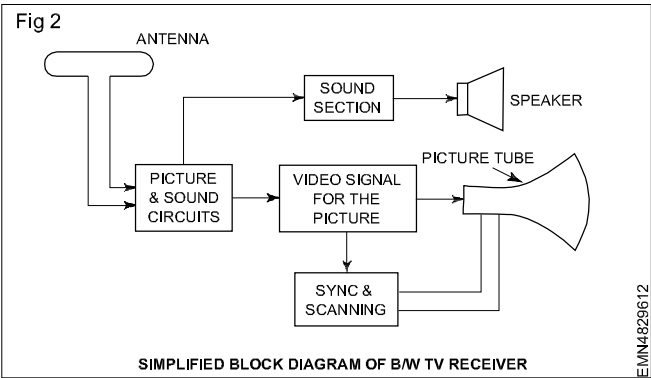 Fig 2
ANTENNA
SOUND
SECTION
SPEAKER
PICTURE TUBE
PICTURE
& SOUND
CIRCUITS
VIDEO SIGNAL
FOR THE
PICTURE
SYNC &
SCANNING
SIMPLIFIED BLOCK DIAGRAM OF B/W TV RECEIVER
EMN4829612